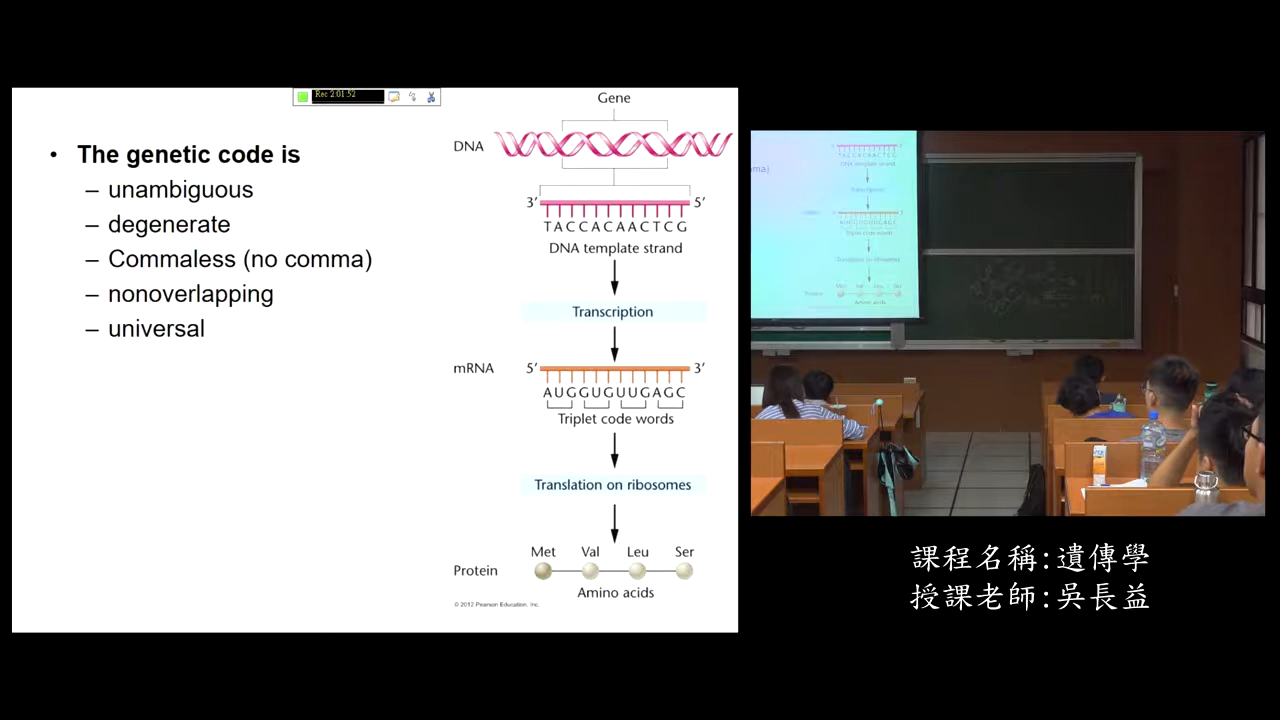 Rec 2:01:52
• The genetic code is
– unambiguous
– degenerate
– Commaless (no comma)
– nonoverlapping
– universal
Gene
DNA
3′ 5′
TACCACAACTCG
DNA template strand
Transcription
mRNA 5′ 3′
AUGGUGUUGAGC
Triplet code words
Translation on ribosomes
Met Val Leu Ser
Protein
Amino acids
© 2012 Pearson Education, Inc.
課程名稱:遺傳學
授課老師:吳長益